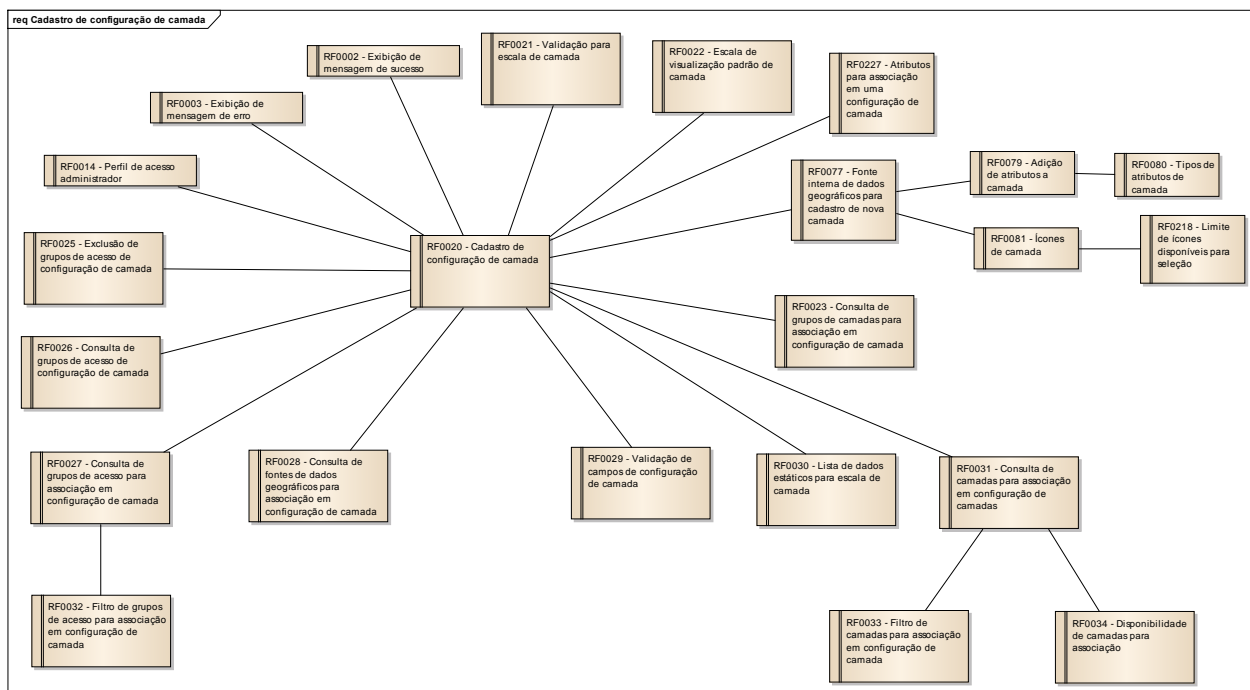 req Cadastro de configuração de camada
RF0002 - Exibição de
mensagem de sucesso
RF0021 - Validação para
escala de camada
RF0022 - Escala de
visualização padrão de
camada
RF0227 - Atributos
para associação
em uma
configuração de
camada
RF0003 - Exibição de
mensagem de erro
RF0014 - Perfil de acesso
administrador
RF0077 - Fonte
interna de dados
geográficos para
cadastro de nova
camada
RF0079 - Adição
de atributos a
camada
RF0080 - Tipos de
atributos de
camada
RF0025 - Exclusão de
grupos de acesso de
configuração de camada
RF0020 - Cadastro de
configuração de camada
RF0081 - Ícones
de camada
RF0218 - Limite
de ícones
disponíveis para
seleção
RF0023 - Consulta de
grupos de camadas para
associação em
configuração de camada
RF0026 - Consulta de
grupos de acesso de
configuração de camada
RF0027 - Consulta de
grupos de acesso para
associação em
configuração de camada
RF0028 - Consulta de
fontes de dados
geográficos para
associação em
configuração de camada
RF0029 - Validação de
campos de configuração
de camada
RF0030 - Lista de dados
estáticos para escala de
camada
RF0031 - Consulta de
camadas para associação
em configuração de
camadas
RF0032 - Filtro de grupos
de acesso para associação
em configuração de
camada
RF0033 - Filtro de
camadas para associação
em configuração de
camada
RF0034 - Disponibilidade
de camadas para
associação